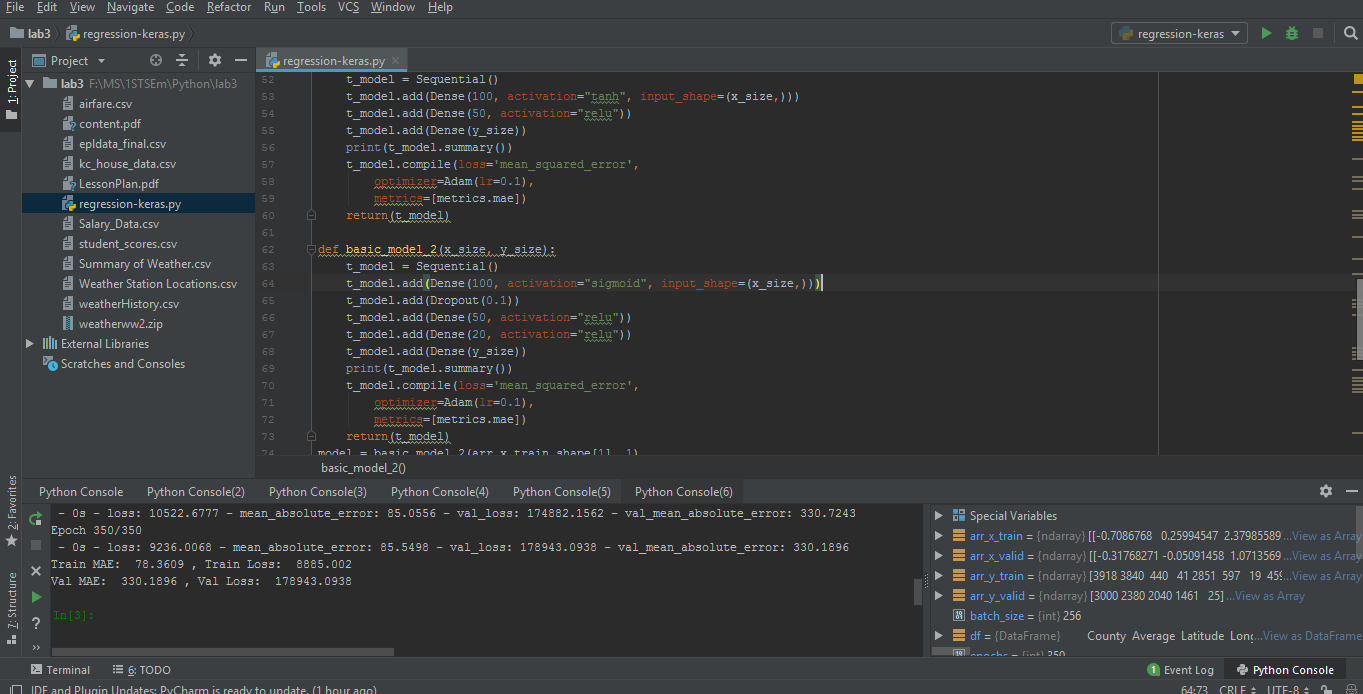 File Edit View Navigate Code Refactor Run Tools VCS Window Help
lab3 regression-keras.py
regression-keras
Project
regression-keras.py
1: Project
lab3 F:\MS\1STSEm\Python\lab3
airfare.csv
content.pdf
epldata_final.csv
kc_house_data.csv
LessonPlan.pdf
regression-keras.py
Salary_Data.csv
student_scores.csv
Summary of Weather.csv
Weather Station Locations.csv
weatherHistory.csv
weatherww2.zip
External Libraries
Scratches and Consoles
52 t_model = Sequential()
53 t_model.add(Dense(100, activation="tanh", input_shape=(x_size,)))
54 t_model.add(Dense(50, activation="relu"))
55 t_model.add(Dense(y_size))
56 print(t_model.summary())
57 t_model.compile(loss='mean_squared_error',
58 optimizer=Adam(lr=0.1),
59 metrics=[metrics.mae])
60 return(t_model)
61
62 def basic_model_2(x_size, y_size):
63 t_model = Sequential()
64 t_model.add(Dense(100, activation="sigmoid", input_shape=(x_size,)))
65 t_model.add(Dropout(0.1))
66 t_model.add(Dense(50, activation="relu"))
67 t_model.add(Dense(20, activation="relu"))
68 t_model.add(Dense(y_size))
69 print(t_model.summary())
70 t_model.compile(loss='mean_squared_error',
71 optimizer=Adam(lr=0.1),
72 metrics=[metrics.mae])
73 return(t_model)
74 model = basic_model_2(arr_x_train.shape[1], 1)
basic_model_2()
2: Favorites
7: Structure
Python Console Python Console(2) Python Console(3) Python Console(4) Python Console(5) Python Console(6)
- 0s - loss: 10522.6777 - mean_absolute_error: 85.0556 - val_loss: 174882.1562 - val_mean_absolute_error: 330.7243
Epoch 350/350
- 0s - loss: 9236.0068 - mean_absolute_error: 85.5498 - val_loss: 178943.0938 - val_mean_absolute_error: 330.1896
Train MAE: 78.3609 , Train Loss: 8885.002
Val MAE: 330.1896 , Val Loss: 178943.0938
In[3]:
Special Variables
arr_x_train = {ndarray} [[-0.7086768 0.25994547 2.37985589 ...View as Array
arr_x_valid = {ndarray} [[-0.31768271 -0.05091458 1.0713569 ...View as Array
arr_y_train = {ndarray} [3918 3840 440 41 2851 597 19 459 ...View as Array
arr_y_valid = {ndarray} [3000 2380 2040 1461 25] ...View as Array
batch_size = {int} 256
df = {DataFrame} County Average Latitude Long ...View as DataFrame
epochs = {int} 350
Terminal 6: TODO 1 Event Log Python Console
IDE and Plugin Updates: PyCharm is ready to update. (1 hour ago) 64:73 CRLF UTF-8